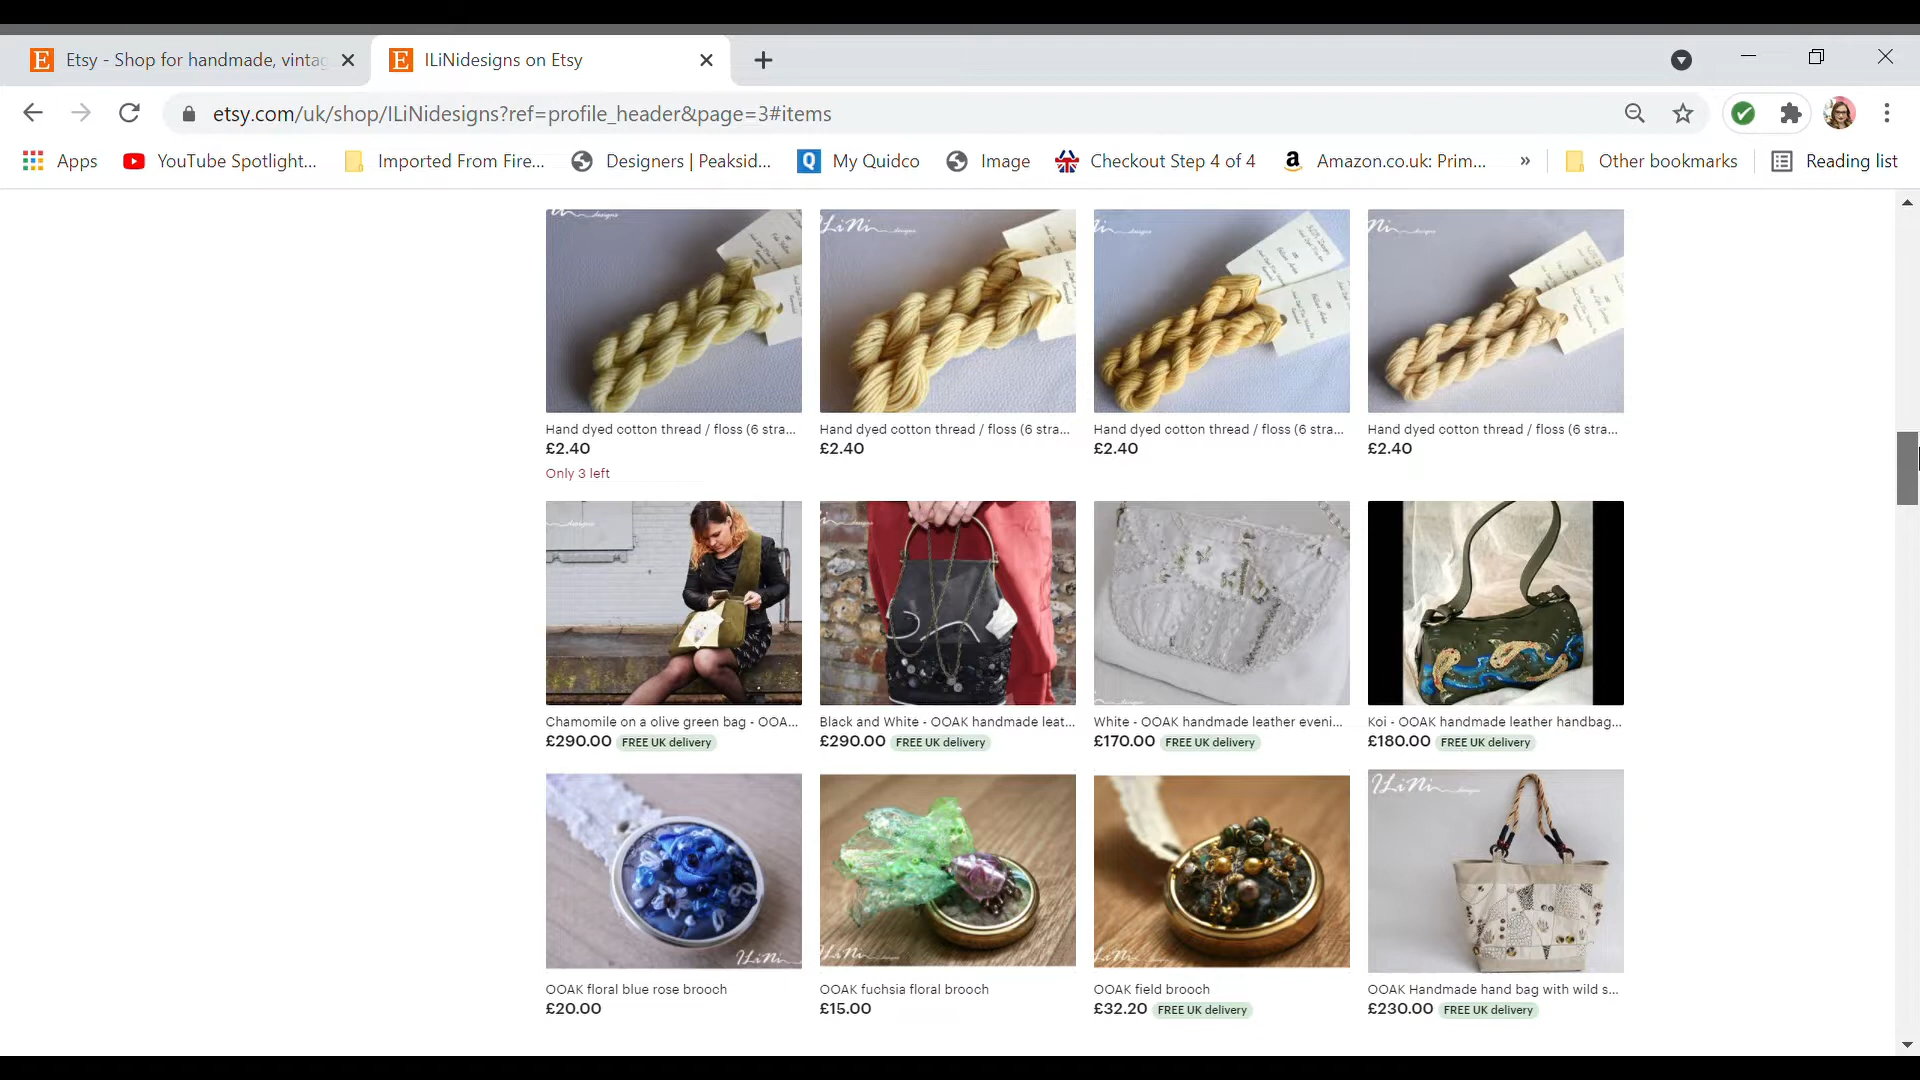 Etsy - Shop for handmade, vintag
ILiNidesigns on Etsy
etsy.com/uk/shop/ILiNidesigns?ref=profile_header&page=3#items
Apps
YouTube Spotlight...
Imported From Fire...
Designers | Peaksid...
My Quidco
Image
Checkout Step 4 of 4
Amazon.co.uk: Prim...
»
Other bookmarks
Reading list
Hand dyed cotton thread / floss (6 stra...
£2.40
Only 3 left
Hand dyed cotton thread / floss (6 stra...
£2.40
Hand dyed cotton thread / floss (6 stra...
£2.40
Hand dyed cotton thread / floss (6 stra...
£2.40
Chamomile on a olive green bag - OOA...
£290.00 FREE UK delivery
Black and White - OOAK handmade leat...
£290.00 FREE UK delivery
White - OOAK handmade leather eveni...
£170.00 FREE UK delivery
Koi - OOAK handmade leather handbag...
£180.00 FREE UK delivery
ILiNi
OOAK floral blue rose brooch
£20.00
ILiNi
OOAK fuchsia floral brooch
£15.00
ILiNi
OOAK field brooch
£32.20 FREE UK delivery
ILiNi designs
OOAK Handmade hand bag with wild s...
£230.00 FREE UK delivery